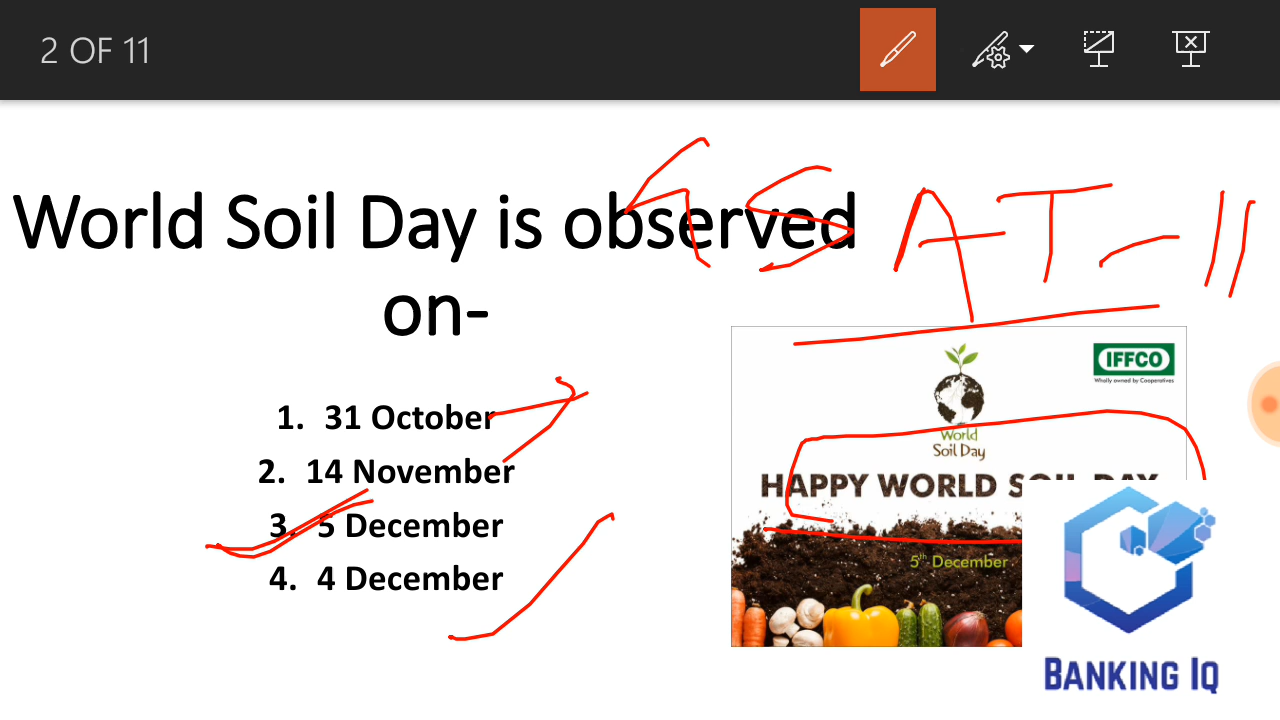 2 OF 11
World Soil Day is observed
on-
GSAT-11
1. 31 October
2. 14 November
3. 5 December
4. 4 December
IFFCO
Wholly owned by Cooperatives
World
Soil Day
HAPPY WORLD SOIL DAY
5th December
BANKING IQ